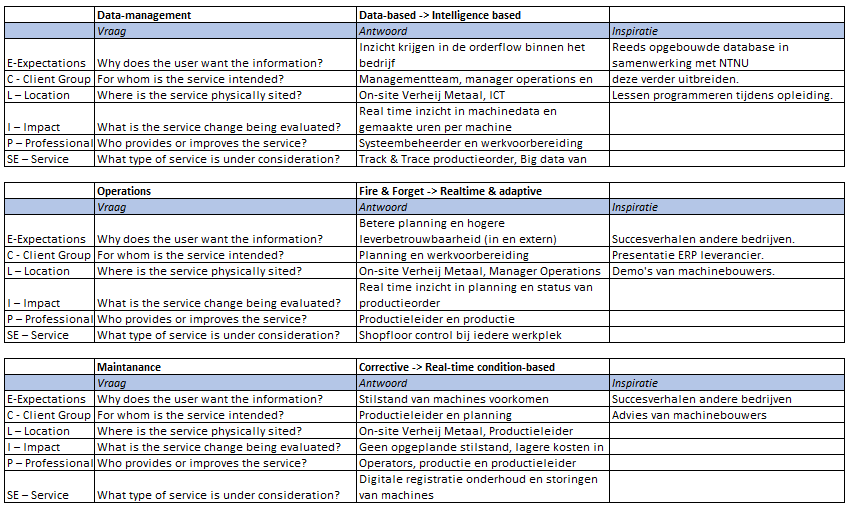 Data-management Data-based -> Intelligence based
Vraag Antwoord Inspiratie
E-Expectations Why does the user want the information? Inzicht krijgen in de orderflow binnen het bedrijf Reeds opgebouwde database in samenwerking met NTNU
C - Client Group For whom is the service intended? Managementteam, manager operations en deze verder uitbreiden.
L – Location Where is the service physically sited? On-site Verheij Metaal, ICT Lessen programmeren tijdens opleiding.
I – Impact What is the service change being evaluated? Real time inzicht in machinedata en gemaakte uren per machine
P – Professional Who provides or improves the service? Systeembeheerder en werkvoorbereiding
SE – Service What type of service is under consideration? Track & Trace productieorder, Big data van
Operations Fire & Forget -> Realtime & adaptive
Vraag Antwoord Inspiratie
E-Expectations Why does the user want the information? Betere planning en hogere leverbetrouwbaarheid (in en extern) Succesverhalen andere bedrijven.
C - Client Group For whom is the service intended? Planning en werkvoorbereiding Presentatie ERP leverancier.
L – Location Where is the service physically sited? On-site Verheij Metaal, Manager Operations Demo's van machinebouwers.
I – Impact What is the service change being evaluated? Real time inzicht in planning en status van productieorder
P – Professional Who provides or improves the service? Productieleider en productie
SE – Service What type of service is under consideration? Shopfloor control bij iedere werkplek
Maintanance Corrective -> Real-time condition-based
Vraag Antwoord Inspiratie
E-Expectations Why does the user want the information? Stilstand van machines voorkomen Succesverhalen andere bedrijven
C - Client Group For whom is the service intended? Productieleider en planning Advies van machinebouwers
L – Location Where is the service physically sited? On-site Verheij Metaal, Productieleider
I – Impact What is the service change being evaluated? Geen opgeplande stilstand, lagere kosten in
P – Professional Who provides or improves the service? Operators, productie en productieleider
SE – Service What type of service is under consideration? Digitale registratie onderhoud en storingen van machines